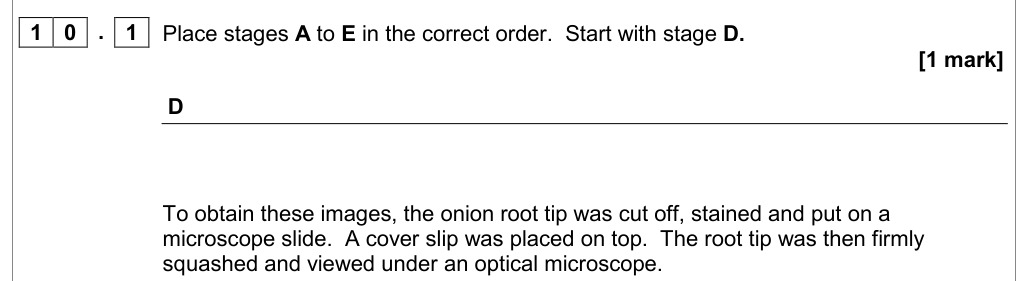 10.1 Place stages A to E in the correct order. Start with stage D.
[1 mark]
D
To obtain these images, the onion root tip was cut off, stained and put on a
microscope slide. A cover slip was placed on top. The root tip was then firmly
squashed and viewed under an optical microscope.